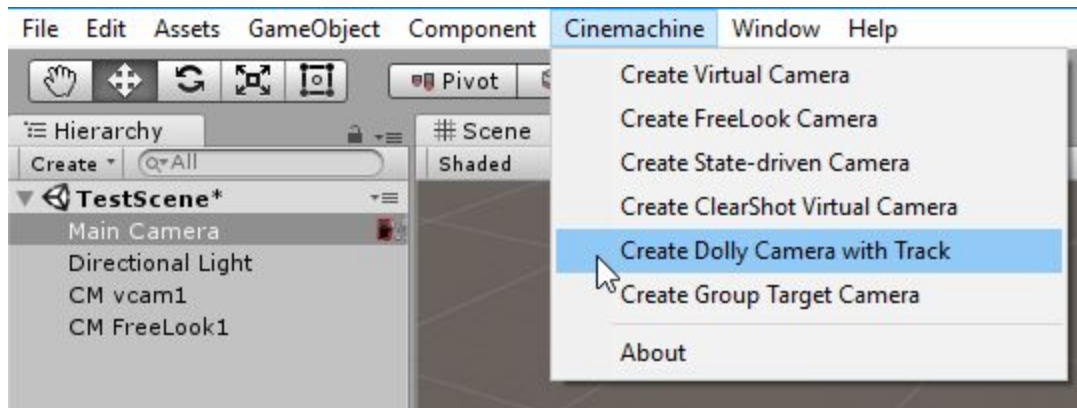 File Edit Assets GameObject Component Cinemachine Window Help
Pivot
Hierarchy
Create All
TestScene*
Main Camera
Directional Light
CM vcam1
CM FreeLook1
# Scene
Shaded
Create Virtual Camera
Create FreeLook Camera
Create State-driven Camera
Create ClearShot Virtual Camera
Create Dolly Camera with Track
Create Group Target Camera
About